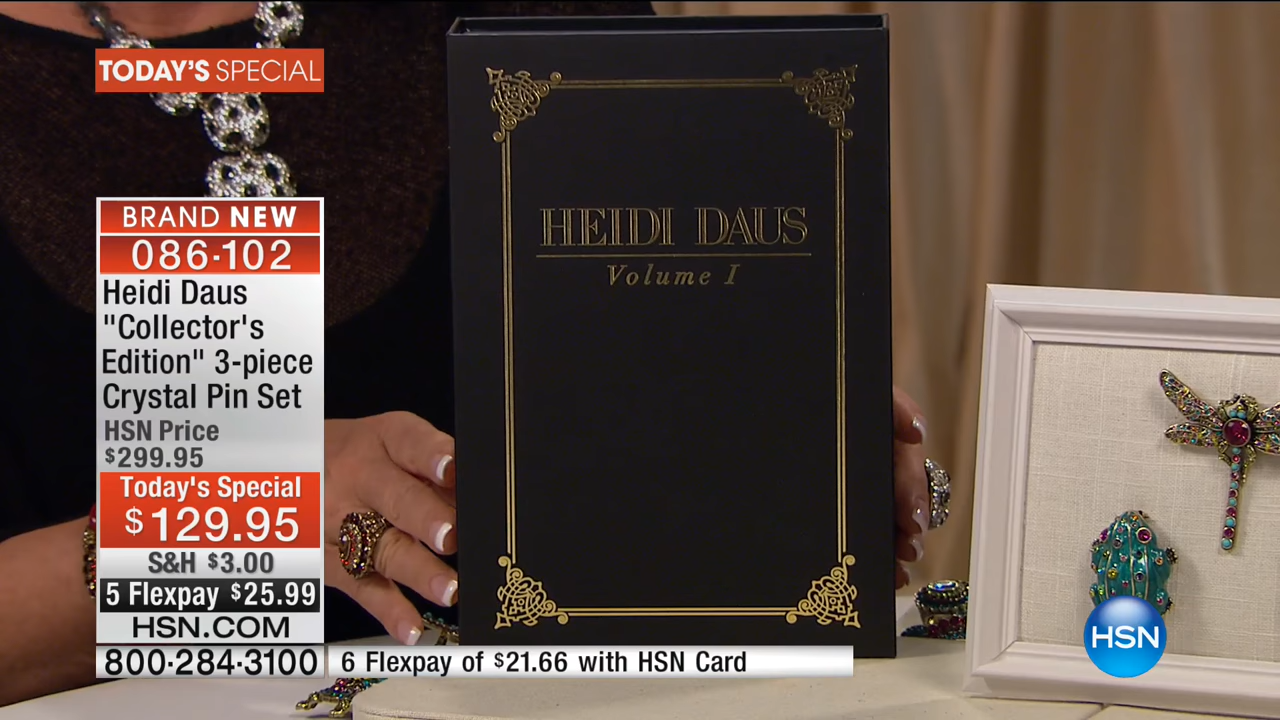 TODAY'S SPECIAL
BRAND NEW
086·102
Heidi Daus
"Collector's
Edition" 3-piece
Crystal Pin Set
HSN Price
$299.95
Today's Special
$129.95
S&H $3.00
5 Flexpay $25.99
HSN.COM
800·284·3100
6 Flexpay of $21.66 with HSN Card
HEIDI DAUS
Volume I
HSN